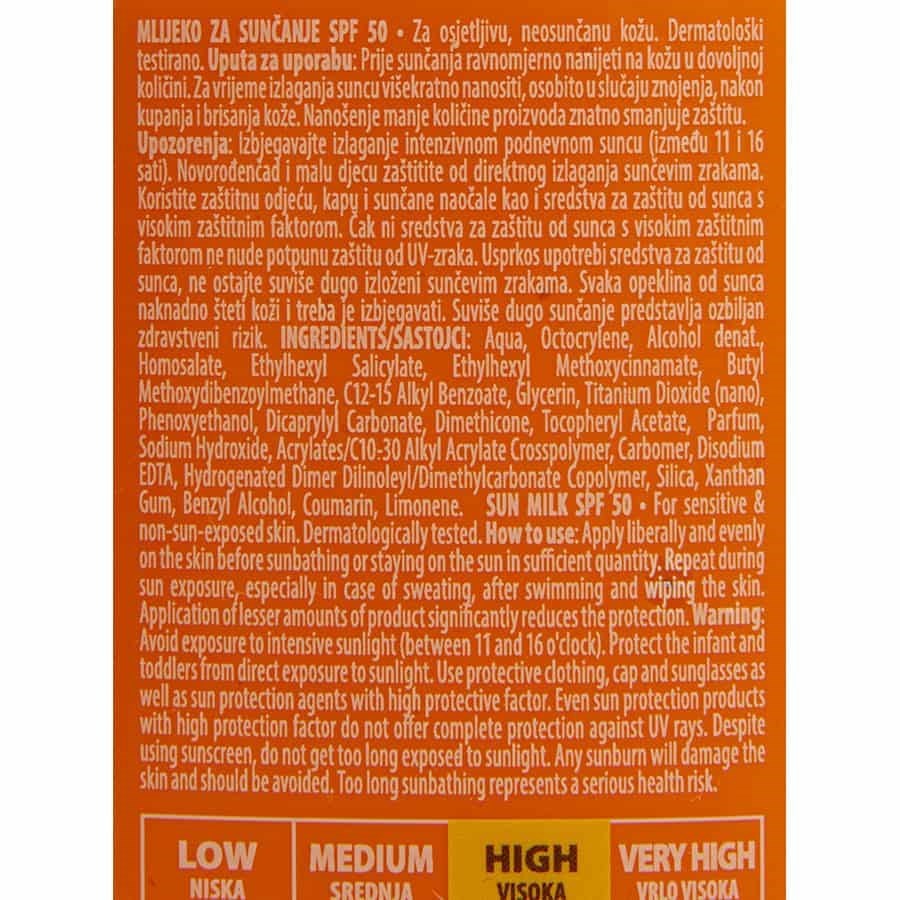 MLIJEKO ZA SUNČANJE SPF 50 • Za osjetljivu, neosunčanu kožu. Dermatološki
testirano. Uputa za uporabu: Prije sunčanja ravnomjerno nanijeti na kožu u dovoljnoj
količini. Za vrijeme izlaganja suncu višekratno nanositi, osobito u slučaju znojenja, nakon
kupanja i brisanja kože. Nanošenje manje količine proizvoda znatno smanjuje zaštitu.
Upozorenja: izbjegavajte izlaganje intenzivnom podnevnom suncu (između 11 i 16
sati). Novorođenčad i malu djecu zaštitite od direktnog izlaganja sunčevim zrakama.
Koristite zaštitnu odjeću, kapu i sunčane naočale kao i sredstva za zaštitu od sunca s
visokim zaštitnim faktorom. Čak ni sredstva za zaštitu od sunca s visokim zaštitnim
faktorom ne nude potpunu zaštitu od UV-zraka. Usprkos upotrebi sredstva za zaštitu od
sunca, ne ostajte suviše dugo izloženi sunčevim zrakama. Svaka opeklina od sunca
naknadno šteti koži i treba je izbjegavati. Suviše dugo sunčanje predstavlja ozbiljan
zdravstveni rizik. INGREDIENTS/SASTOJCI: Aqua, Octocrylene, Alcohol denat.,
Homosalate, Ethylhexyl Salicylate, Ethylhexyl Methoxycinnamate, Butyl
Methoxydibenzoylmethane, C12-15 Alkyl Benzoate, Glycerin, Titanium Dioxide (nano),
Phenoxyethanol, Dicaprylyl Carbonate, Dimethicone, Tocopheryl Acetate, Parfum,
Sodium Hydroxide, Acrylates/C10-30 Alkyl Acrylate Crosspolymer, Carbomer, Disodium
EDTA, Hydrogenated Dimer Dilinoleyl/Dimethylcarbonate Copolymer, Silica, Xanthan
Gum, Benzyl Alcohol, Coumarin, Limonene. SUN MILK SPF 50 • For sensitive &
non-sun-exposed skin. Dermatologically tested. How to use: Apply liberally and evenly
on the skin before sunbathing or staying on the sun in sufficient quantity. Repeat during
sun exposure, especially in case of sweating, after swimming and wiping the skin.
Application of lesser amounts of product significantly reduces the protection. Warning:
Avoid exposure to intensive sunlight (between 11 and 16 o'clock). Protect the infant and
toddlers from direct exposure to sunlight. Use protective clothing, cap and sunglasses as
well as sun protection agents with high protective factor. Even sun protection products
with high protection factor do not offer complete protection against UV rays. Despite
using sunscreen, do not get too long exposed to sunlight. Any sunburn will damage the
skin and should be avoided. Too long sunbathing represents a serious health risk.
LOW MEDIUM HIGH VERY HIGH
NISKA SREDNJA VISOKA VRLO VISOKA